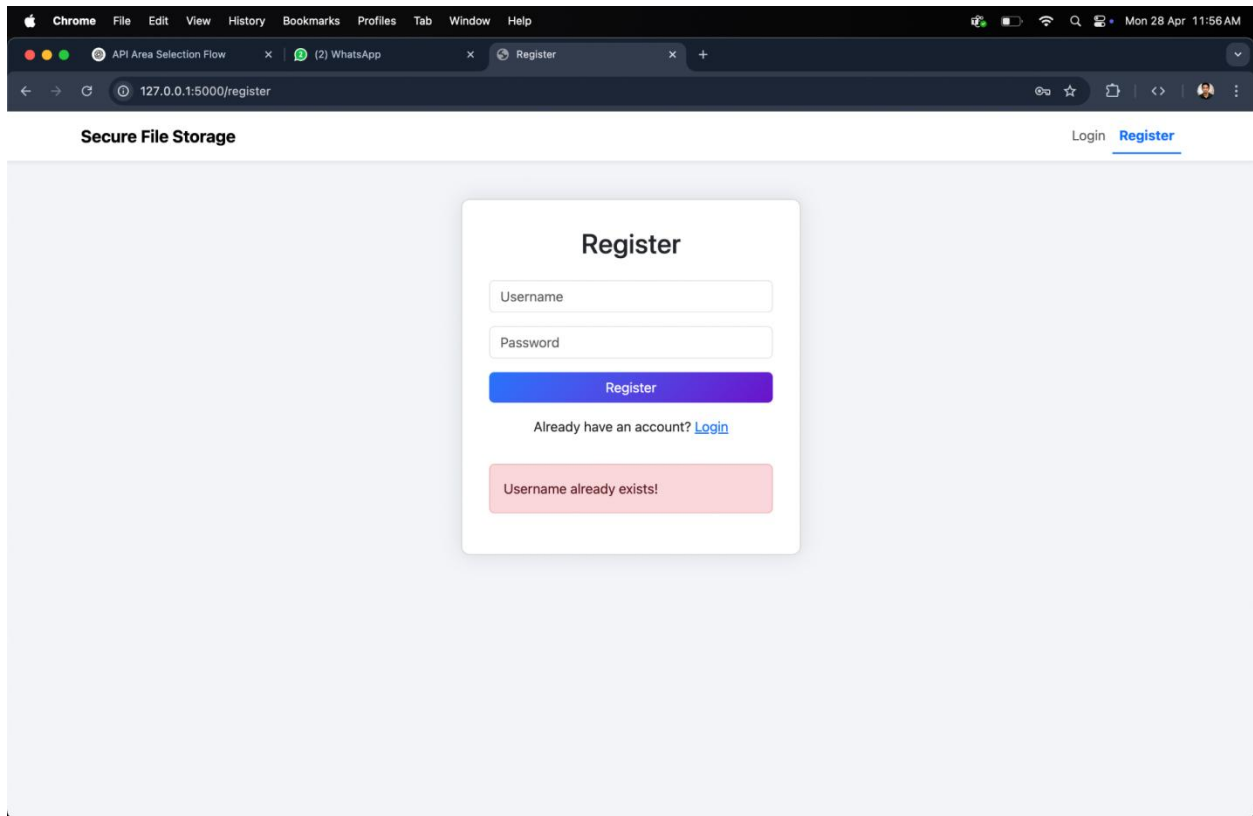 Chrome File Edit View History Bookmarks Profiles Tab Window Help Mon 28 Apr 11:56 AM
API Area Selection Flow (2) WhatsApp Register
127.0.0.1:5000/register
Secure File Storage Login Register
Register
Username
Password
Register
Already have an account? Login
Username already exists!